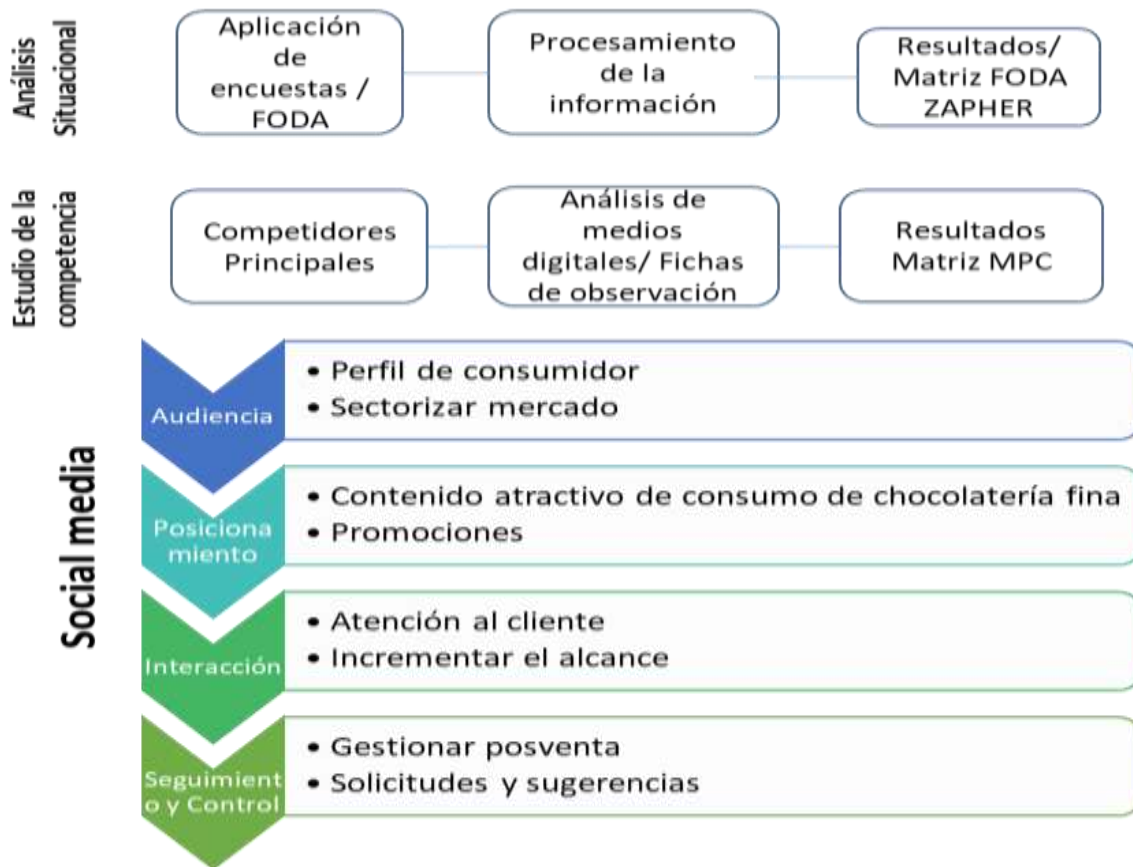 Análisis
Situacional
Aplicación
de
encuestas /
FODA
Procesamiento
de la
información
Resultados/
Matriz FODA
ZAPHER
Estudio de la
competencia
Competidores
Principales
Análisis de
medios
digitales/ Fichas
de observación
Resultados
Matriz MPC
Social media
Audiencia
• Perfil de consumidor
• Sectorizar mercado
Posiciona
miento
• Contenido atractivo de consumo de chocolatería fina
• Promociones
Interacción
• Atención al cliente
• Incrementar el alcance
Seguimient
o y Control
• Gestionar posventa
• Solicitudes y sugerencias